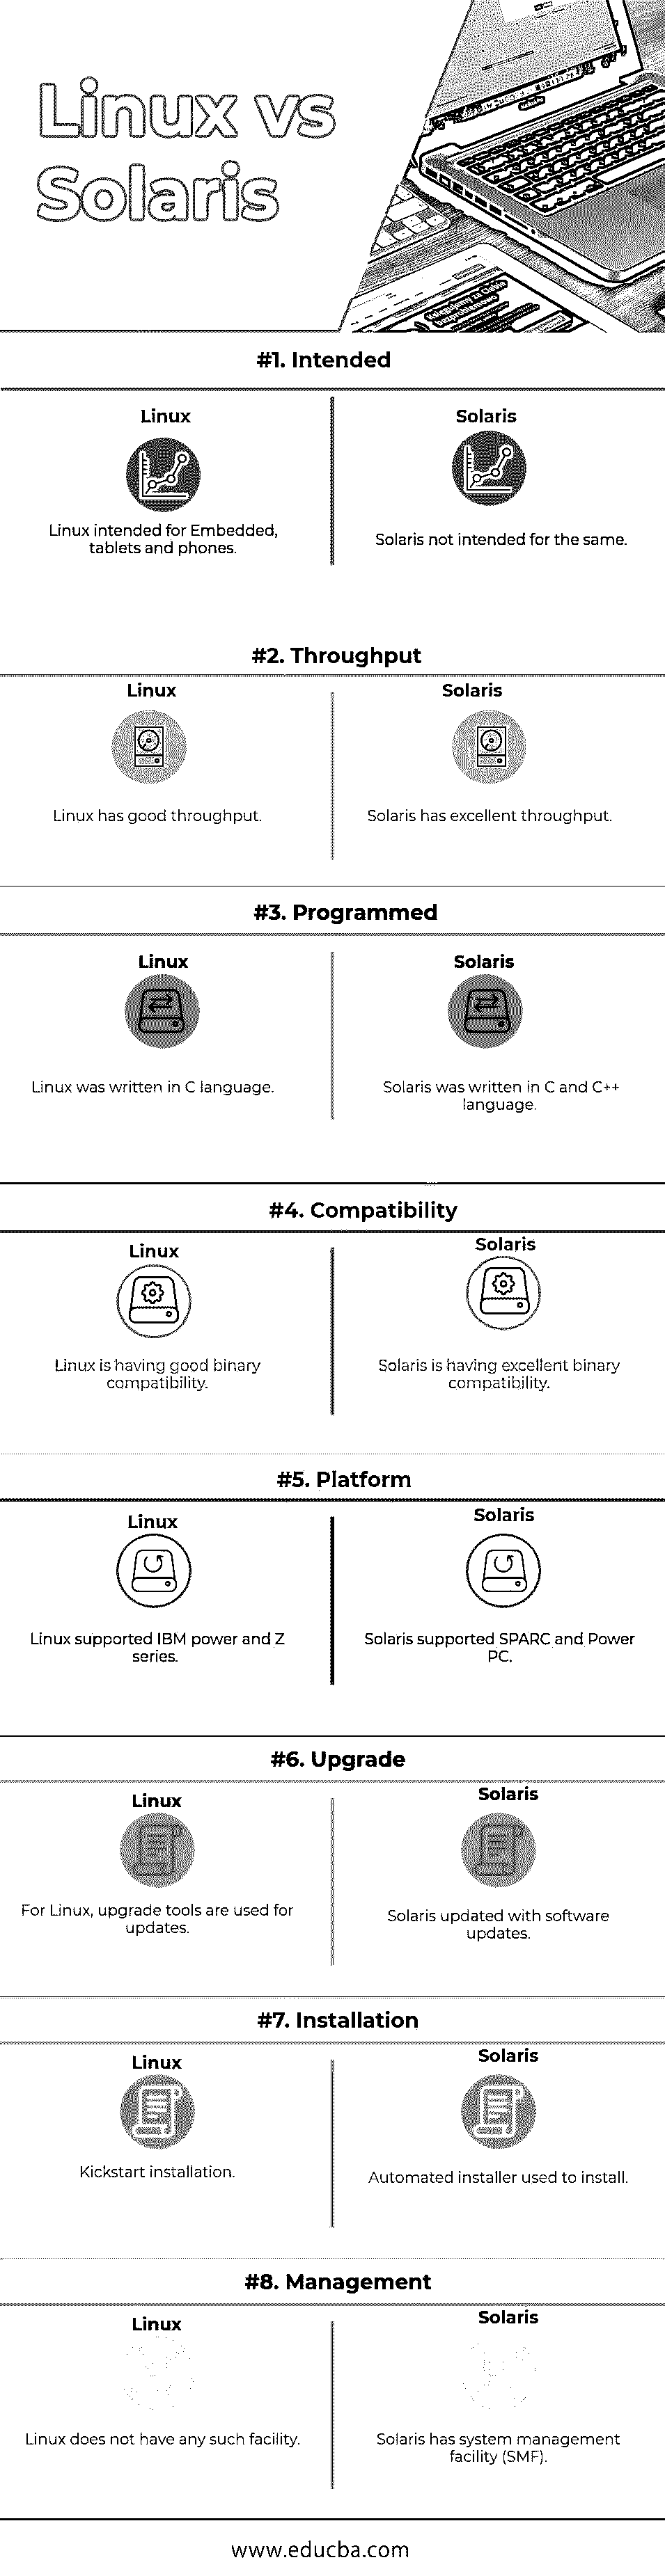 Linux vs
Solaris
#1. Intended
Linux
Solaris
Linux intended for Embedded,
tablets and phones.
Solaris not intended for the same.
#2. Throughput
Linux
Solaris
Linux has good throughput.
Solaris has excellent throughput.
#3. Programmed
Linux
Solaris
Linux was written in C language.
Solaris was written in C and C++
language.
#4. Compatibility
Linux
Solaris
Linux is having good binary
compatibility.
Solaris is having excellent binary
compatibility.
#5. Platform
Linux
Solaris
Linux supported IBM power and Z
series.
Solaris supported SPARC and Power
PC.
#6. Upgrade
Linux
Solaris
For Linux, upgrade tools are used for
updates.
Solaris updated with software
updates.
#7. Installation
Linux
Solaris
Kickstart installation.
Automated installer used to install.
#8. Management
Linux
Solaris
Linux does not have any such facility.
Solaris has system management
facility (SMF).
www.educba.com